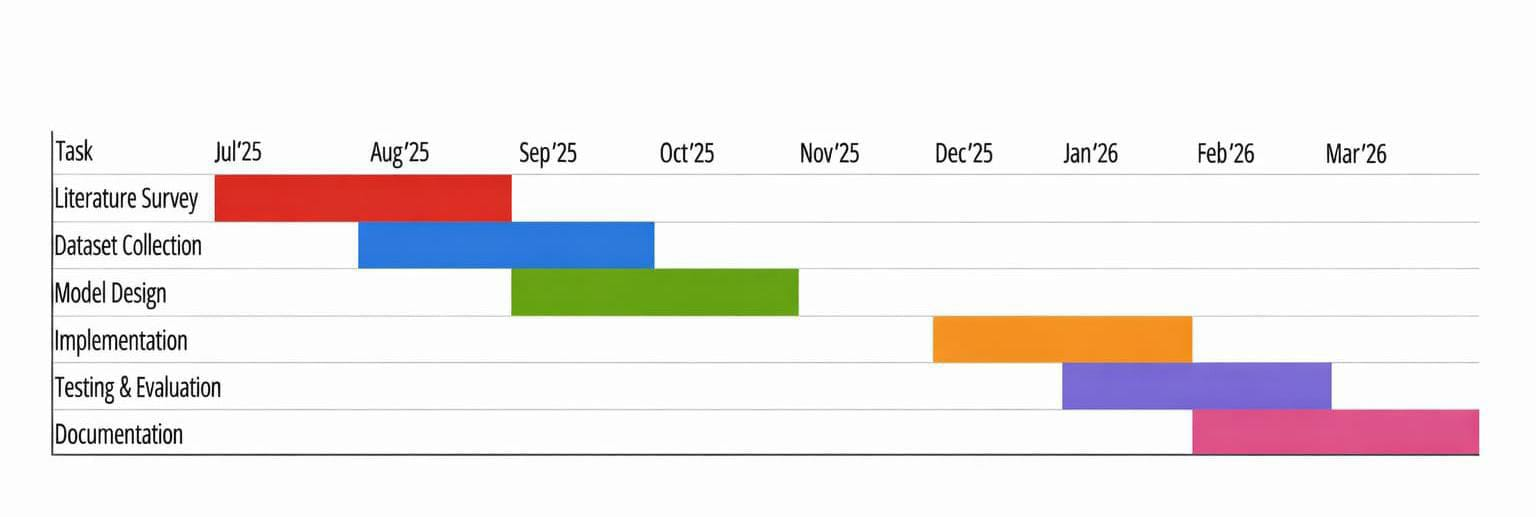 Task Jul'25 Aug'25 Sep'25 Oct'25 Nov'25 Dec'25 Jan'26 Feb'26 Mar'26
Literature Survey
Dataset Collection
Model Design
Implementation
Testing & Evaluation
Documentation